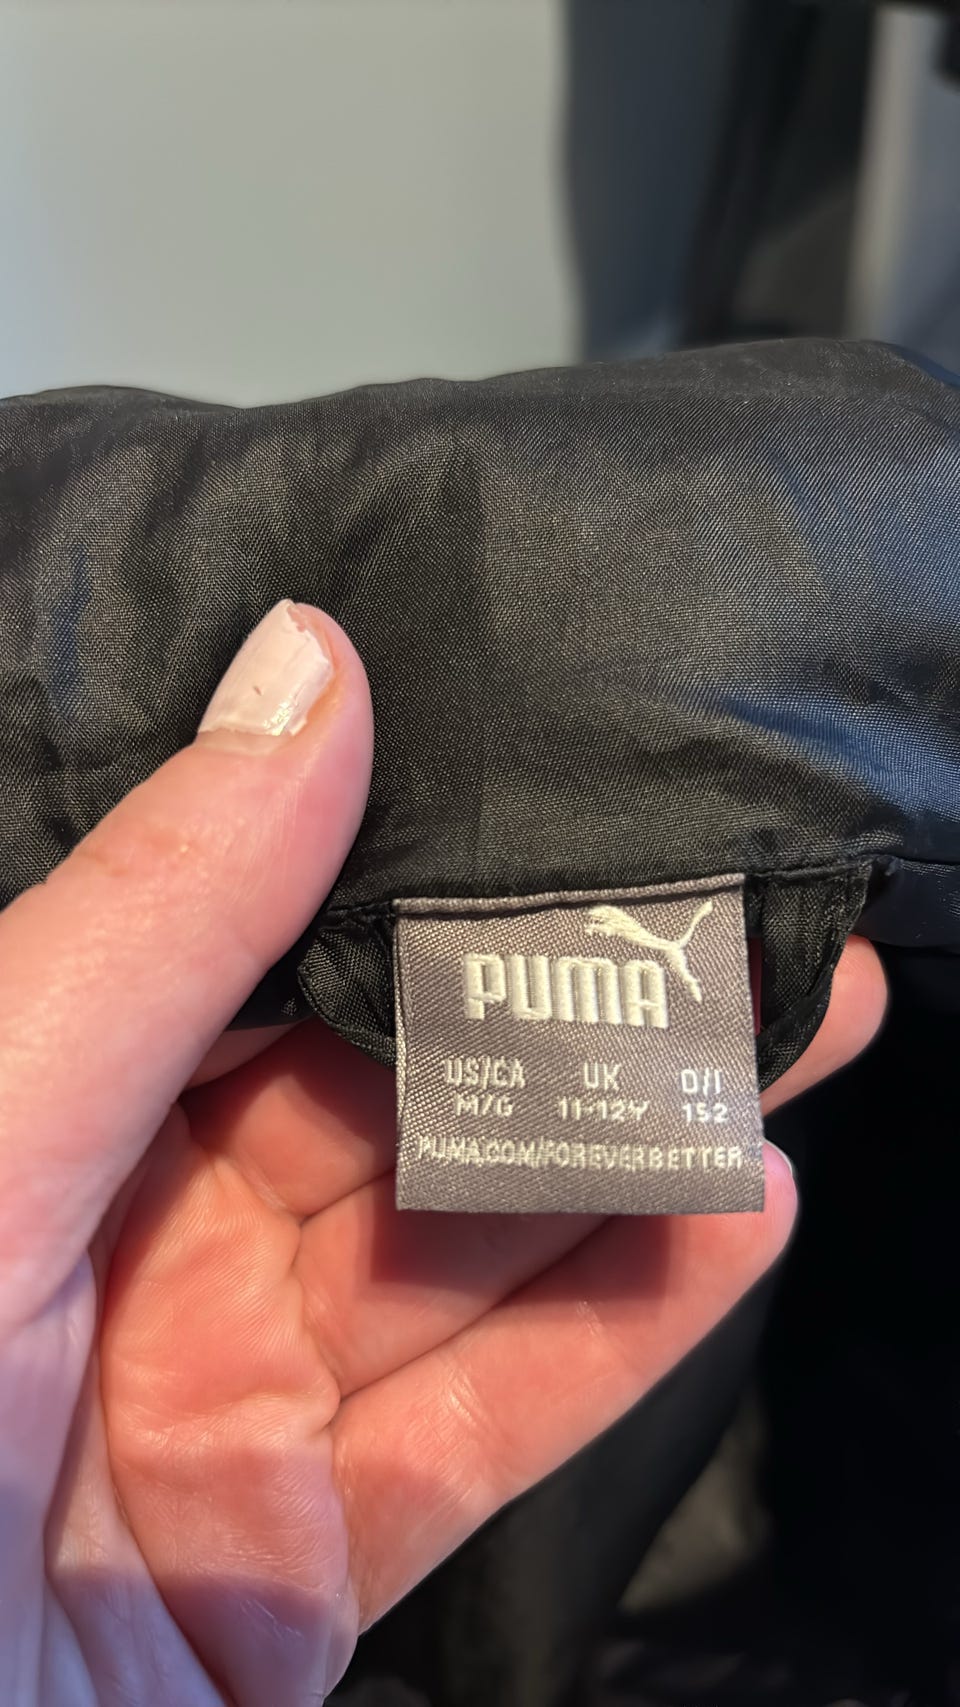 PUMA
US/CA UK D/I
M/G 11-12Y 152
PUMA.COM/FOREVERBETTER